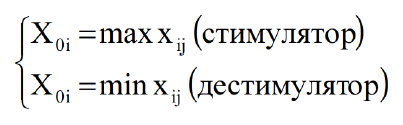 X₀ᵢ = max xᵢⱼ (стимулятор)
X₀ᵢ = min xᵢⱼ (дестимулятор)